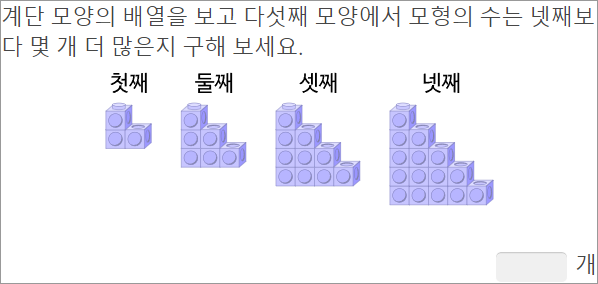 계단 모양의 배열을 보고 다섯째 모양에서 모형의 수는 넷째보
다 몇 개 더 많은지 구해 보세요.
첫째 둘째 셋째 넷째
개